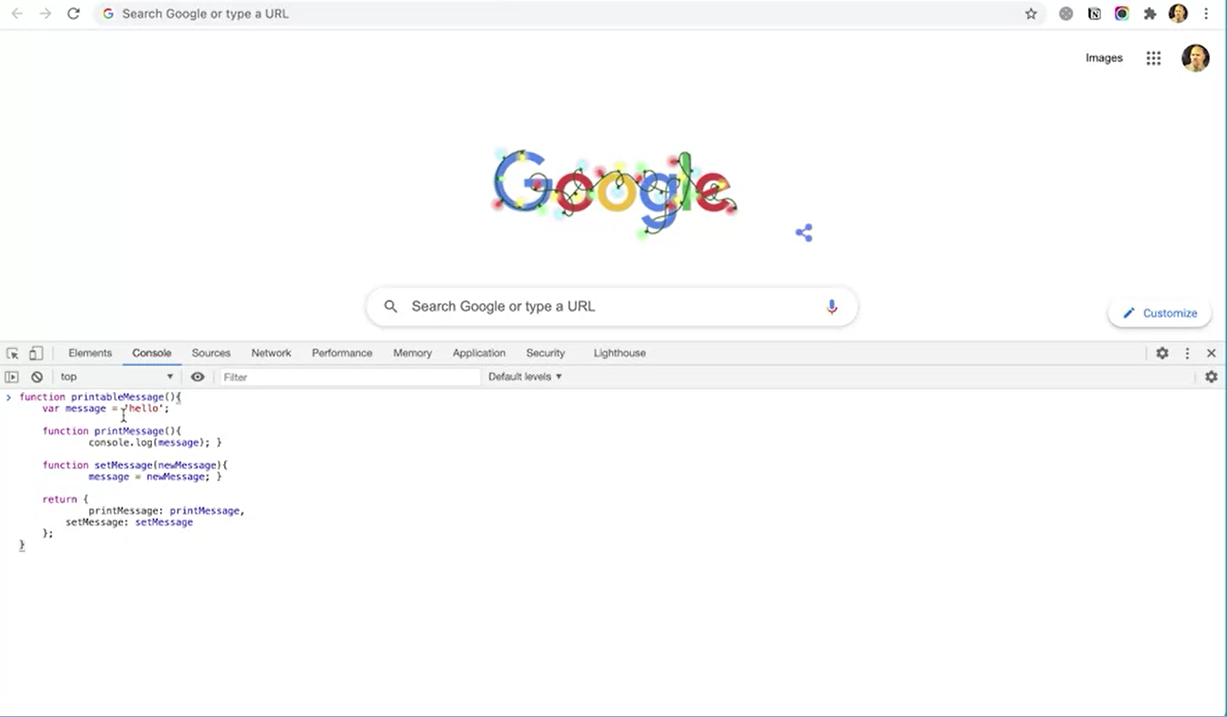 Search Google or type a URL
Images
Google
Search Google or type a URL
Customize
Elements Console Sources Network Performance Memory Application Security Lighthouse
top Filter Default levels
function printableMessage(){
var message = 'hello';
function printMessage(){
console.log(message); }
function setMessage(newMessage){
message = newMessage; }
return {
printMessage: printMessage,
setMessage: setMessage
};
}